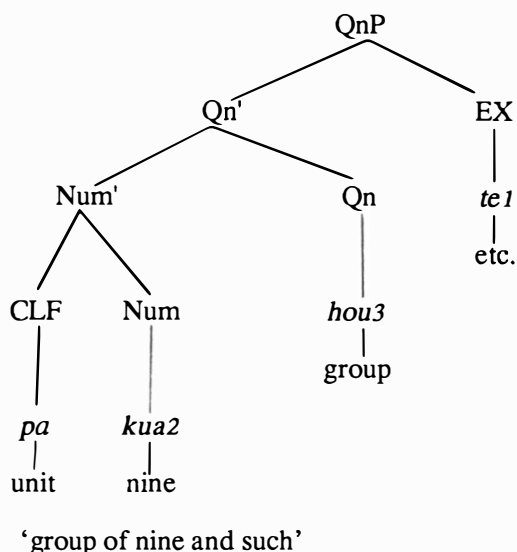 QnP
Qn' EX
Num' Qn te1
etc.
CLF Num hou3
group
pa kua2
unit nine
‘group of nine and such’